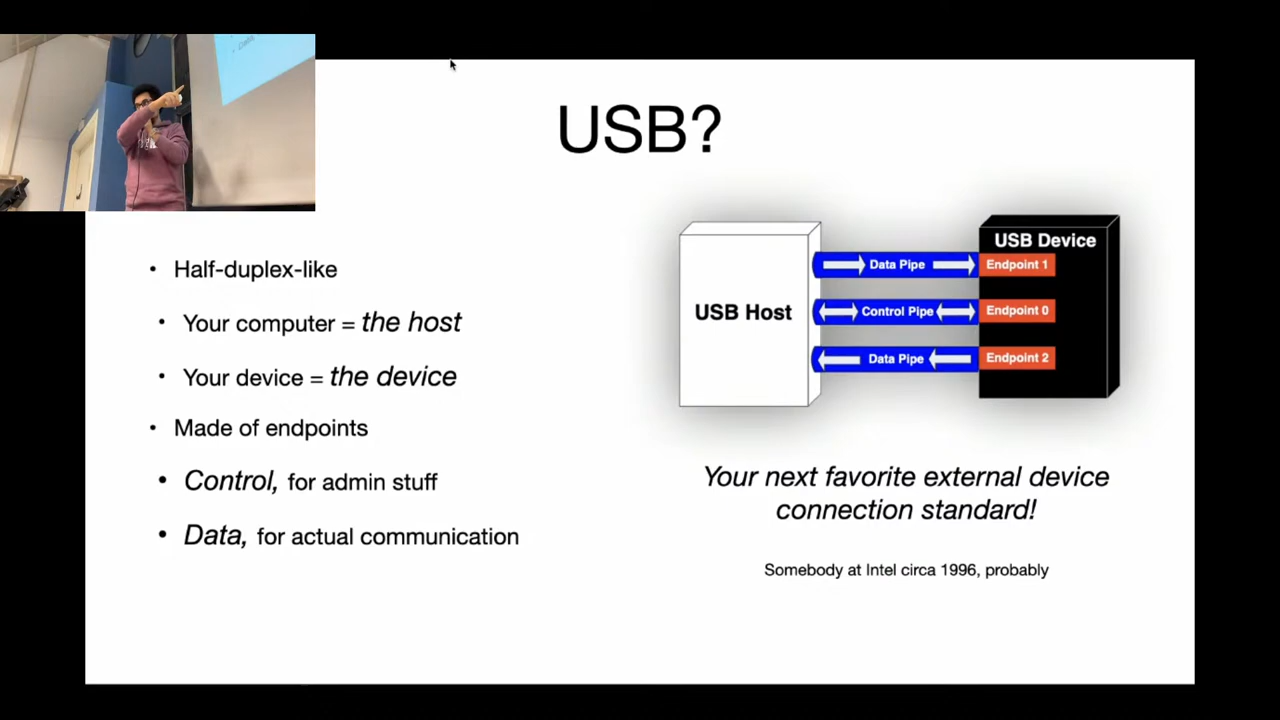 USB?
• Half-duplex-like
• Your computer = the host
• Your device = the device
• Made of endpoints
• Control, for admin stuff
• Data, for actual communication
USB Host
USB Device
Data Pipe
Endpoint 1
Control Pipe
Endpoint 0
Data Pipe
Endpoint 2
Your next favorite external device
connection standard!
Somebody at Intel circa 1996, probably